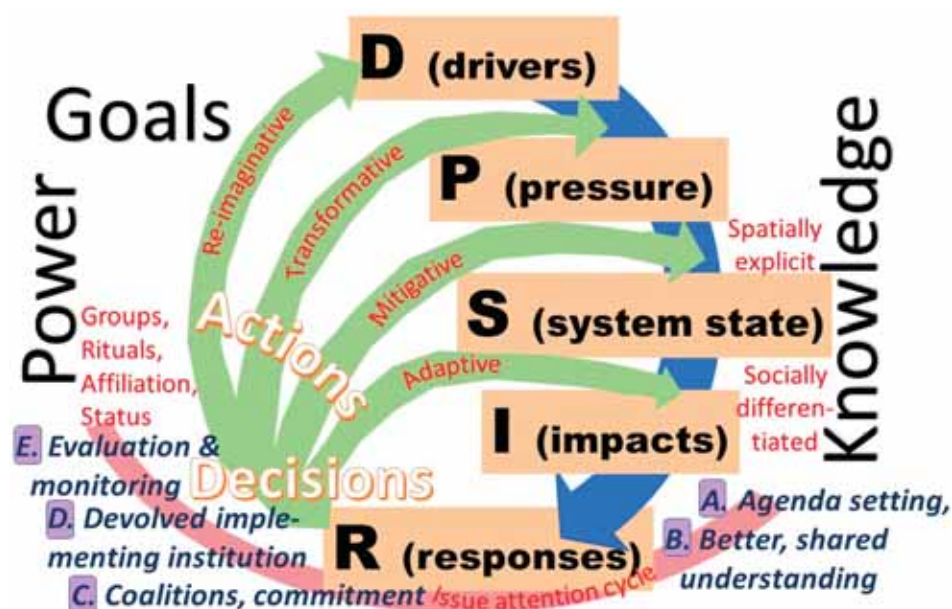 D (drivers)
Goals
Power
Knowledge
Re-imaginative
Transformative
P (pressure)
Mitigative
Spatially
explicit
S (system state)
Actions
Groups,
Rituals,
Affiliation,
Status
Adaptive
Socially
differen-
tiated
I (impacts)
Decisions
R (responses)
A. Agenda setting,
B. Better, shared
understanding
Issue attention cycle
C. Coalitions, commitment
D. Devolved imple-
menting institution
E. Evaluation &
monitoring